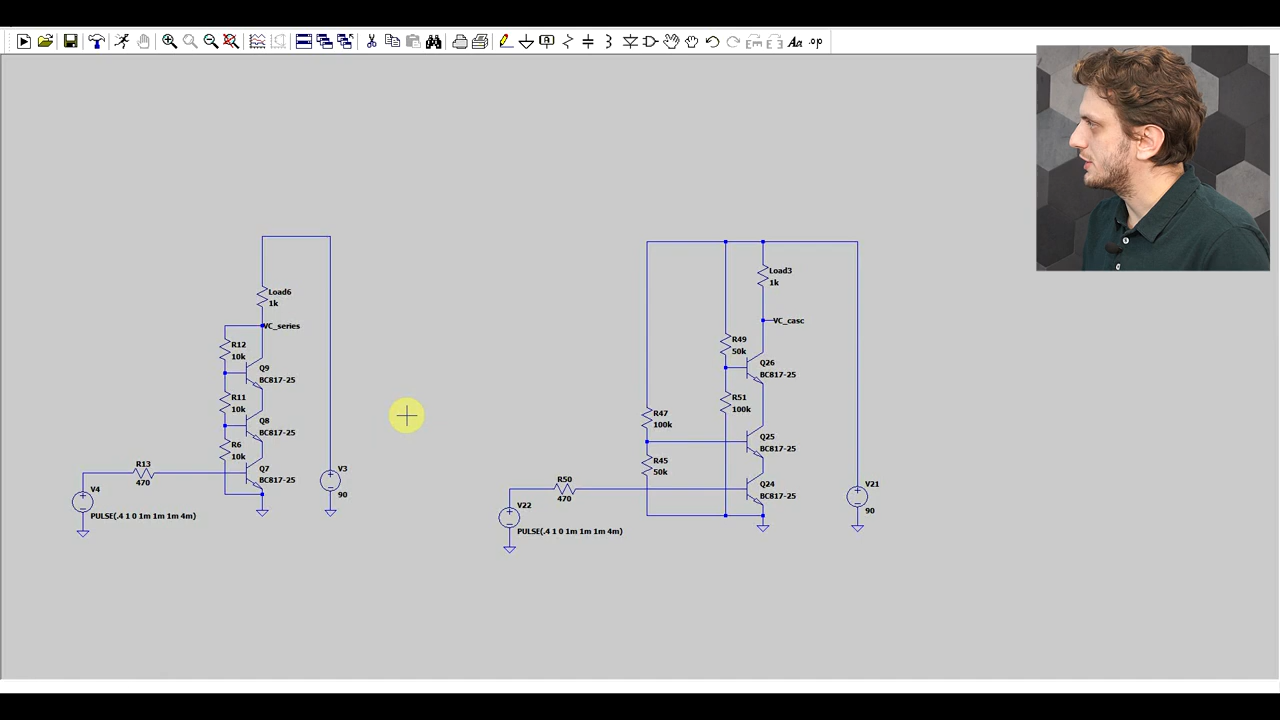 Aa .op
Load6
1k
VC_series
R12
10k
Q9
BC817-25
R11
10k
Q8
BC817-25
R6
10k
Q7
BC817-25
R13
470
V4
PULSE(.4 1 0 1m 1m 1m 4m)
V3
90
Load3
1k
VC_casc
R49
50k
Q26
BC817-25
R51
100k
R47
100k
Q25
BC817-25
R45
50k
Q24
BC817-25
R50
470
V22
PULSE(.4 1 0 1m 1m 1m 4m)
V21
90